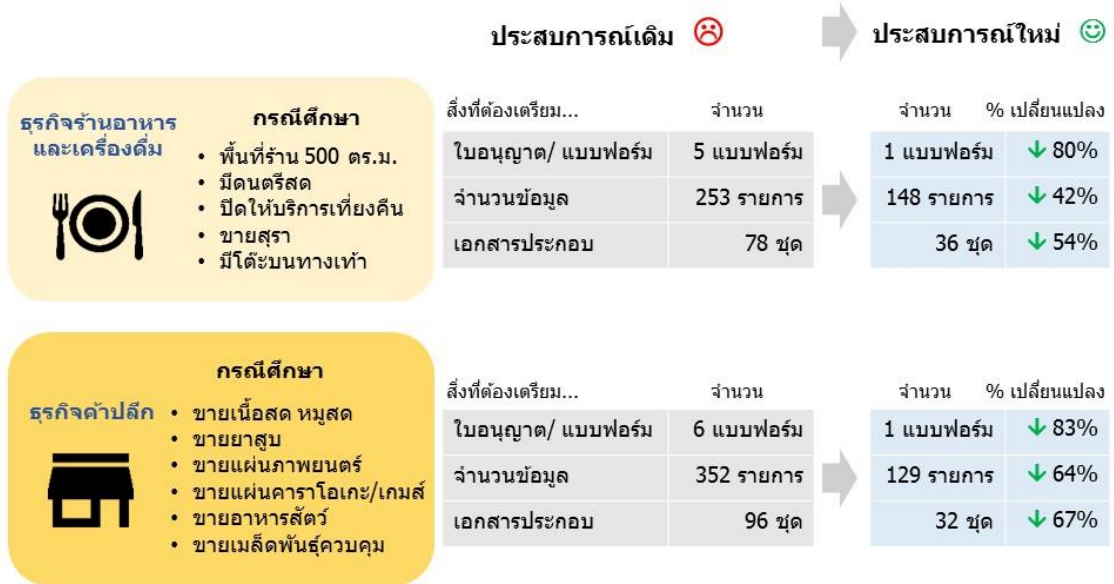 ประสบการณ์เดิม
ประสบการณ์ใหม่
ธุรกิจร้านอาหาร
และเครื่องดื่ม
กรณีศึกษา
• พื้นที่ร้าน 500 ตร.ม.
• มีดนตรีสด
• ปิดให้บริการเที่ยงคืน
• ขายสุรา
• มีโต๊ะบนทางเท้า
สิ่งที่ต้องเตรียม... จำนวน จำนวน % เปลี่ยนแปลง
ใบอนุญาต/ แบบฟอร์ม 5 แบบฟอร์ม 1 แบบฟอร์ม ↓ 80%
จำนวนข้อมูล 253 รายการ 148 รายการ ↓ 42%
เอกสารประกอบ 78 ชุด 36 ชุด ↓ 54%
ธุรกิจค้าปลีก
กรณีศึกษา
• ขายเนื้อสด หมูสด
• ขายยาสูบ
• ขายแผ่นภาพยนตร์
• ขายแผ่นคาราโอเกะ/เกมส์
• ขายอาหารสัตว์
• ขายเมล็ดพันธุ์ควบคุม
สิ่งที่ต้องเตรียม... จำนวน จำนวน % เปลี่ยนแปลง
ใบอนุญาต/ แบบฟอร์ม 6 แบบฟอร์ม 1 แบบฟอร์ม ↓ 83%
จำนวนข้อมูล 352 รายการ 129 รายการ ↓ 64%
เอกสารประกอบ 96 ชุด 32 ชุด ↓ 67%